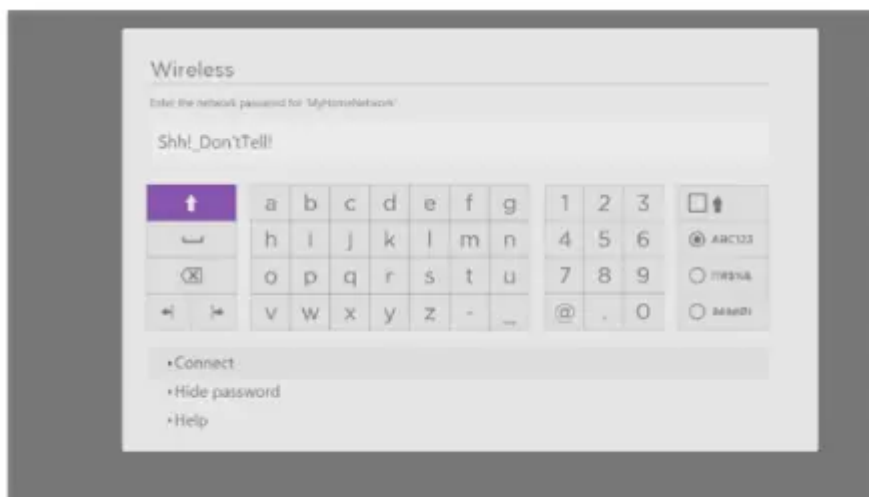 Wireless
Enter the network password for 'MyHomeNetwork'
Shh!_Don'tTell!
a b c d e f g 1 2 3
h i j k l m n 4 5 6 ABC123
o p q r s t u 7 8 9
v w x y z - _ @ . 0
Connect
Hide password
Help